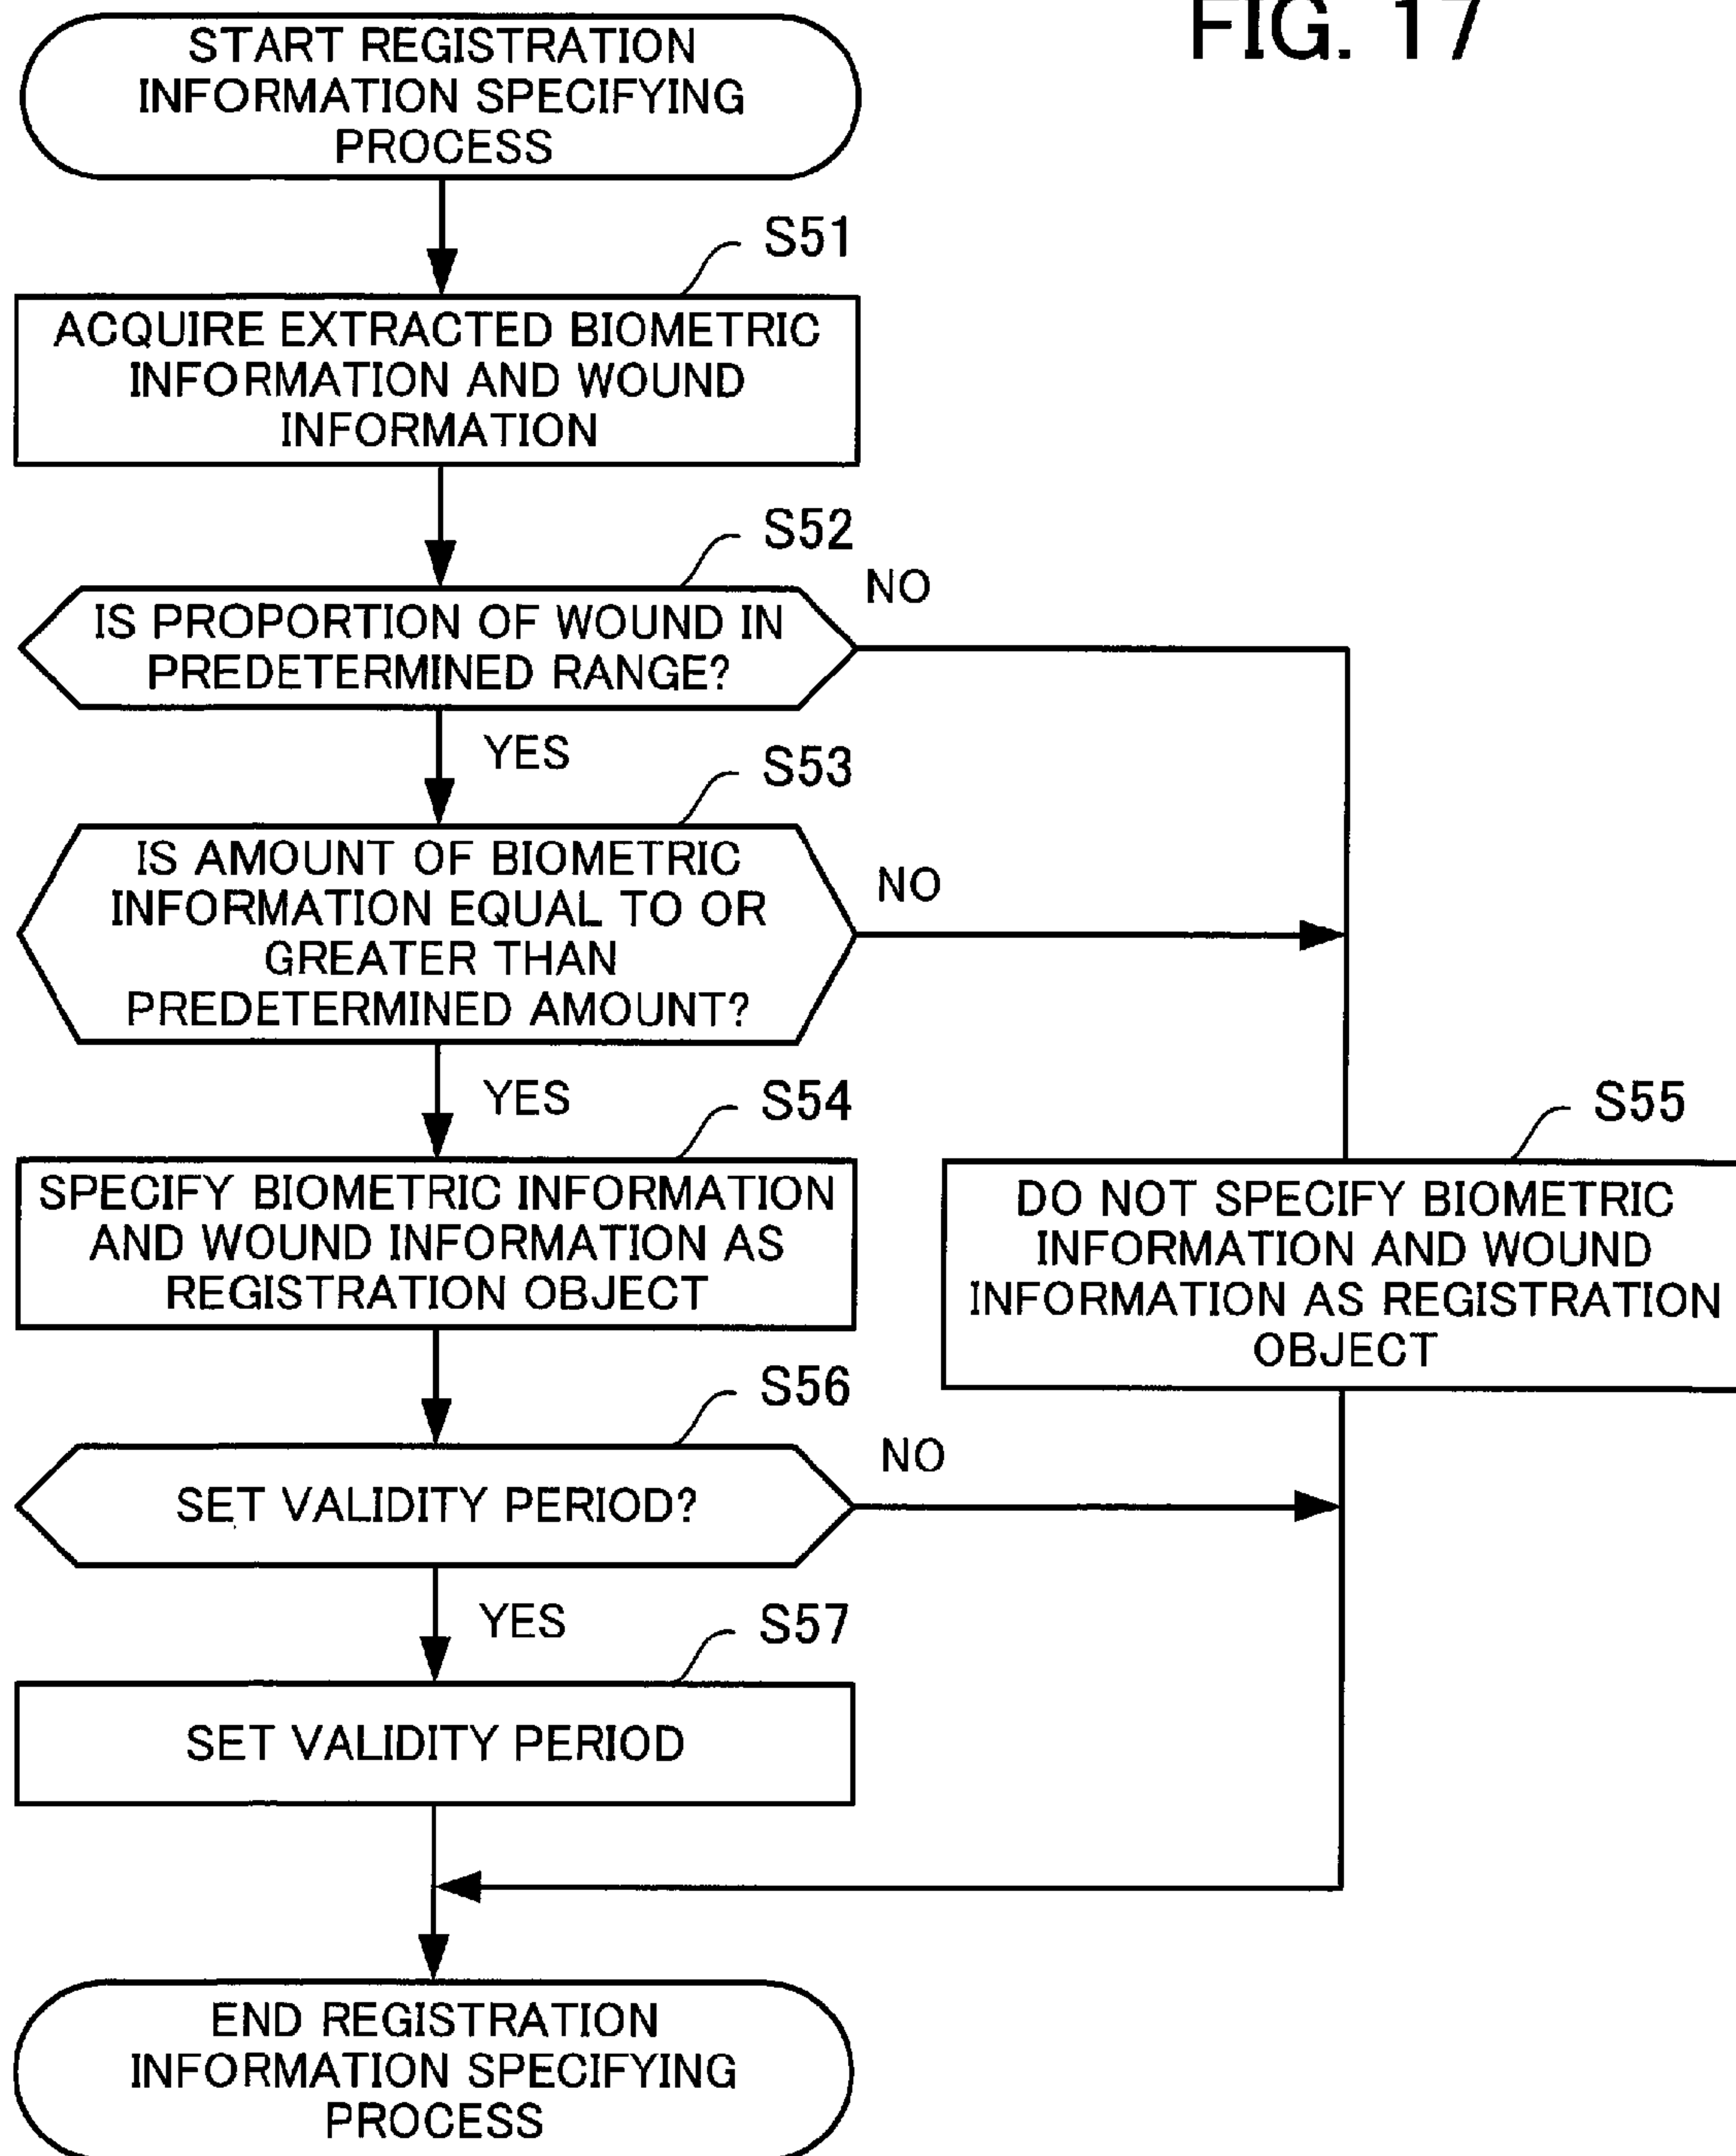 FIG. 17
START REGISTRATION
INFORMATION SPECIFYING
PROCESS
S51
ACQUIRE EXTRACTED BIOMETRIC
INFORMATION AND WOUND
INFORMATION
S52
IS PROPORTION OF WOUND IN
PREDETERMINED RANGE?
NO
YES
S53
IS AMOUNT OF BIOMETRIC
INFORMATION EQUAL TO OR
GREATER THAN
PREDETERMINED AMOUNT?
NO
YES
S54
SPECIFY BIOMETRIC INFORMATION
AND WOUND INFORMATION AS
REGISTRATION OBJECT
S55
DO NOT SPECIFY BIOMETRIC
INFORMATION AND WOUND
INFORMATION AS REGISTRATION
OBJECT
S56
SET VALIDITY PERIOD?
NO
YES
S57
SET VALIDITY PERIOD
END REGISTRATION
INFORMATION SPECIFYING
PROCESS